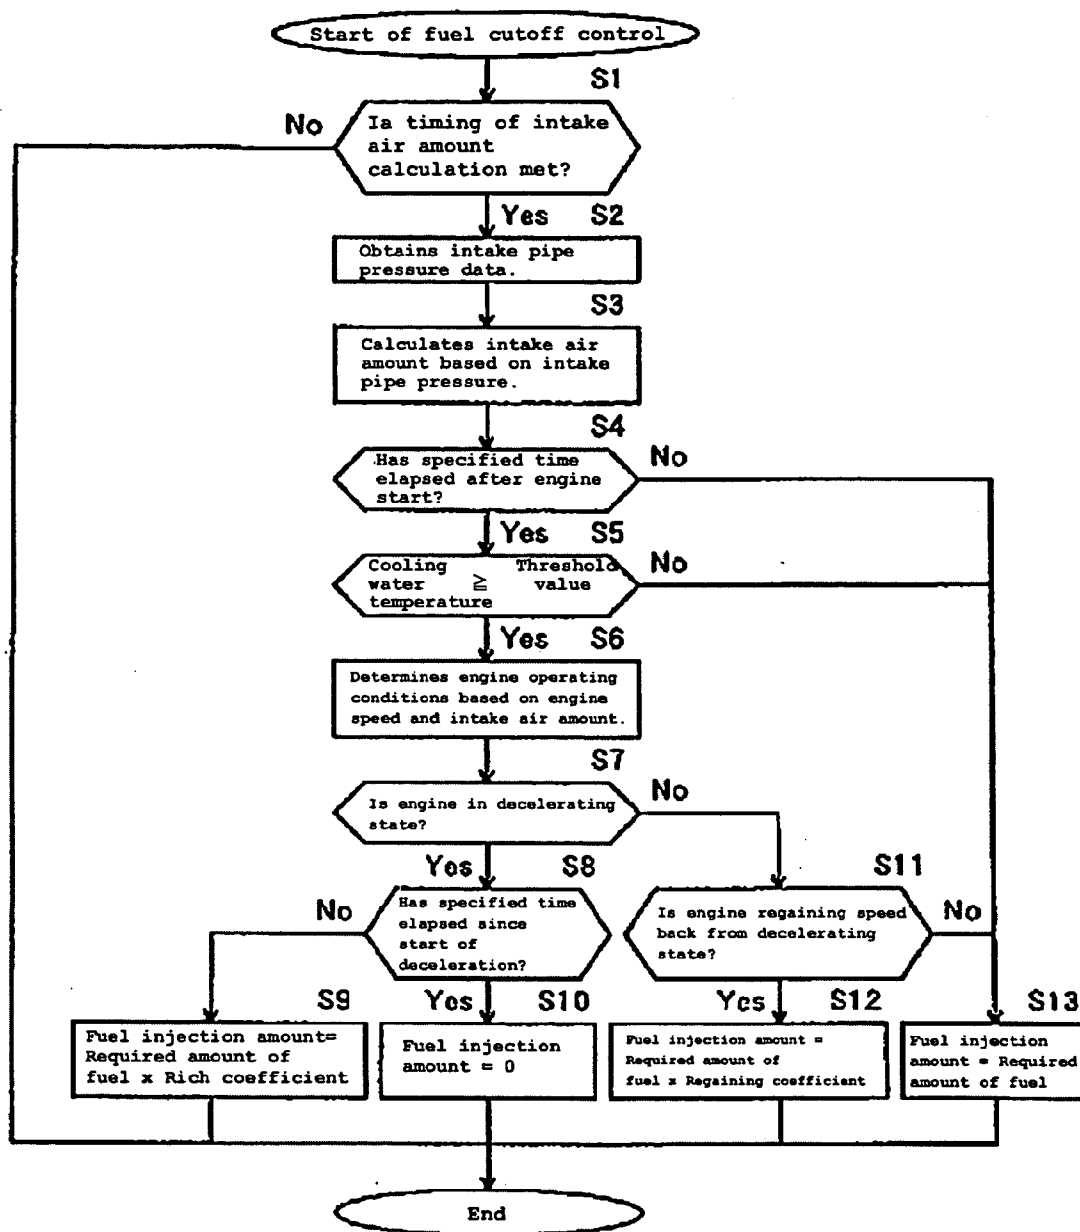 Start of fuel cutoff control
S1
No
Ia timing of intake
air amount
calculation met?
Yes
S2
Obtains intake pipe
pressure data.
S3
Calculates intake air
amount based on intake
pipe pressure.
S4
Has specified time
elapsed after engine
start?
No
Yes
S5
Cooling ≧ Threshold
water value
temperature
No
Yes
S6
Determines engine operating
conditions based on engine
speed and intake air amount.
S7
Is engine in decelerating
state?
No
Yes
S8
S11
No
Has specified time
elapsed since
start of
deceleration?
Is engine regaining speed
back from decelerating
state?
No
S9
Yes
S10
Yes
S12
S13
Fuel injection amount=
Required amount of
fuel x Rich coefficient
Fuel injection
amount = 0
Fuel injection amount =
Required amount of
fuel x Regaining coefficient
Fuel injection
amount = Required
amount of fuel
End